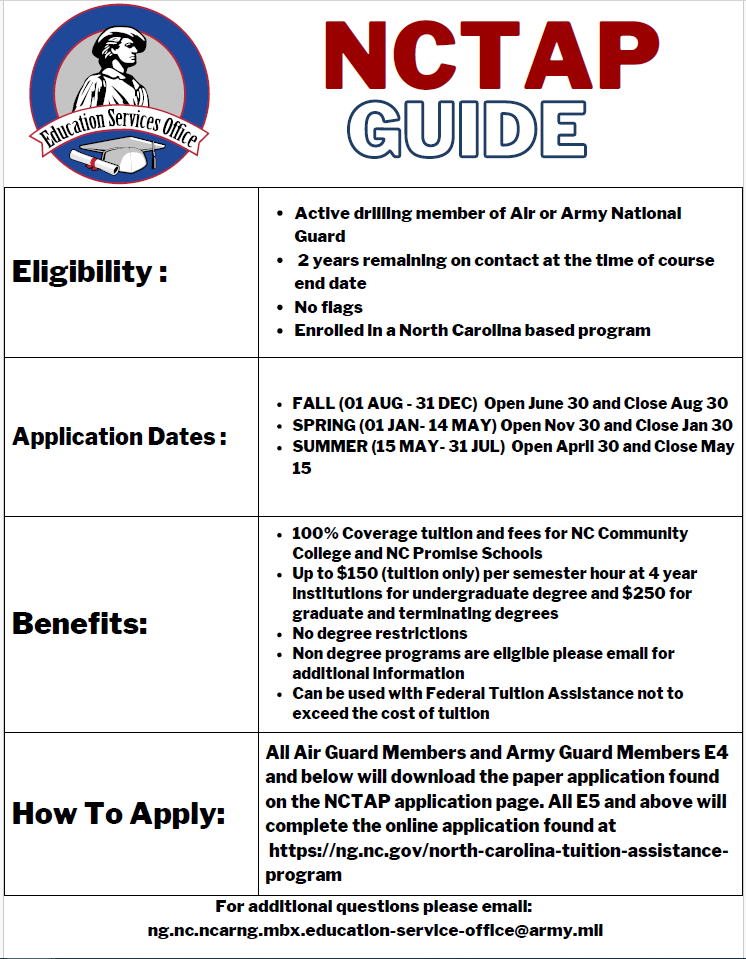 Education Services Office
NCTAP
GUIDE
Eligibility :
• Active drilling member of Air or Army National
Guard
• 2 years remaining on contact at the time of course
end date
• No flags
• Enrolled in a North Carolina based program
Application Dates :
• FALL (01 AUG - 31 DEC)  Open June 30 and Close Aug 30
• SPRING (01 JAN- 14 MAY) Open Nov 30 and Close Jan 30
• SUMMER (15 MAY- 31 JUL)  Open April 30 and Close May
15
Benefits:
• 100% Coverage tuition and fees for NC Community
College and NC Promise Schools
• Up to $150 (tuition only) per semester hour at 4 year
institutions for undergraduate degree and $250 for
graduate and terminating degrees
• No degree restrictions
• Non degree programs are eligible please email for
additional information
• Can be used with Federal Tuition Assistance not to
exceed the cost of tuition
How To Apply:
All Air Guard Members and Army Guard Members E4
and below will download the paper application found
on the NCTAP application page. All E5 and above will
complete the online application found at
https://ng.nc.gov/north-carolina-tuition-assistance-
program
For additional questions please email:
ng.nc.ncarng.mbx.education-service-office@army.mil